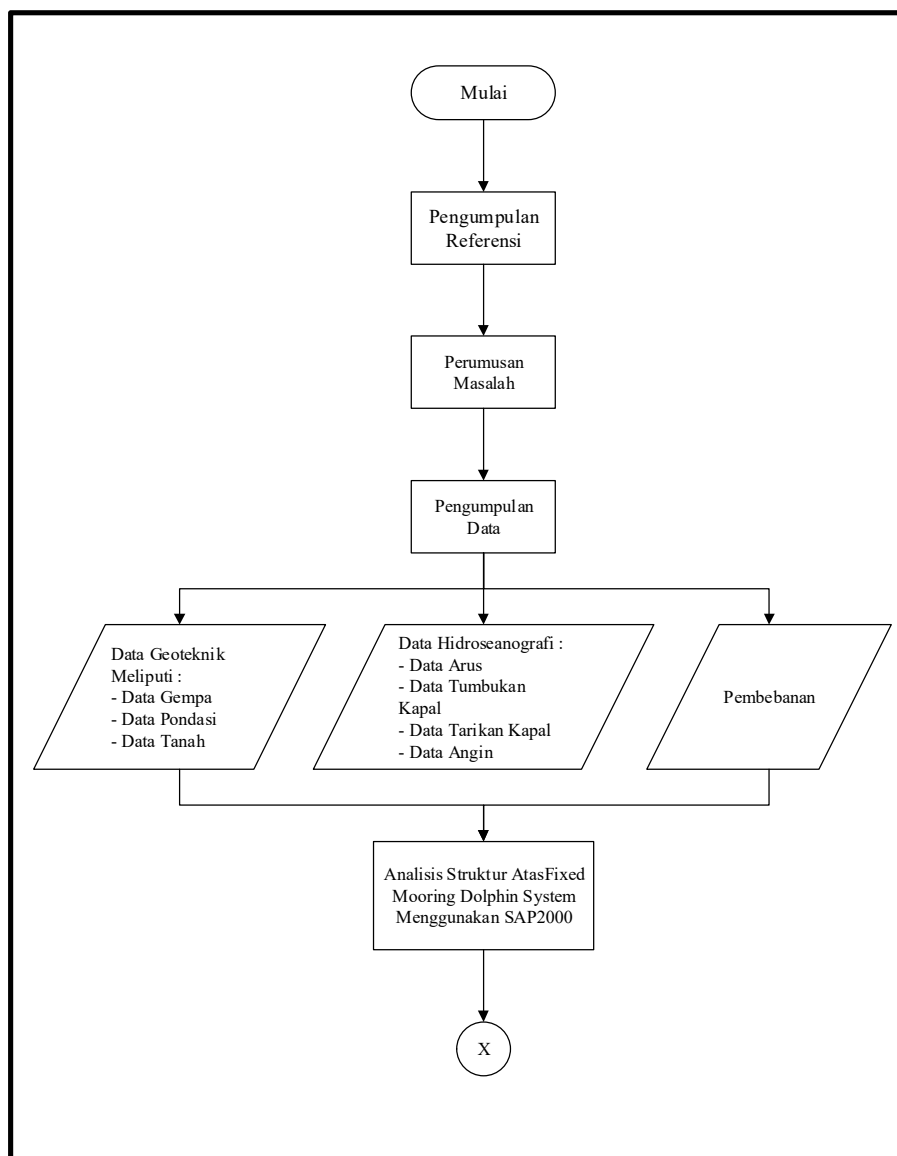 Mulai
Pengumpulan
Referensi
Perumusan
Masalah
Pengumpulan
Data
Data Geoteknik
Meliputi :
- Data Gempa
- Data Pondasi
- Data Tanah
Data Hidroseanografi :
- Data Arus
- Data Tumbukan
Kapal
- Data Tarikan Kapal
- Data Angin
Pembebanan
Analisis Struktur AtasFixed
Mooring Dolphin System
Menggunakan SAP2000
X